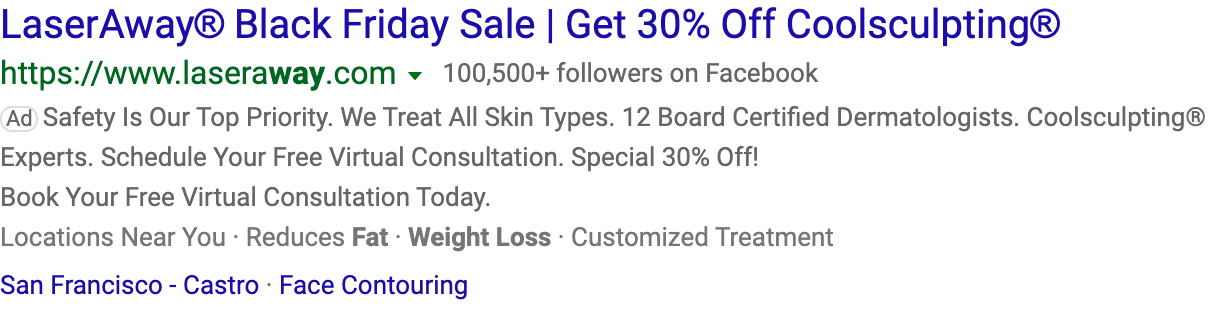 LaserAway® Black Friday Sale | Get 30% Off Coolsculpting®
https://www.laseraway.com 100,500+ followers on Facebook
Ad Safety Is Our Top Priority. We Treat All Skin Types. 12 Board Certified Dermatologists. Coolsculpting®
Experts. Schedule Your Free Virtual Consultation. Special 30% Off!
Book Your Free Virtual Consultation Today.
Locations Near You · Reduces Fat · Weight Loss · Customized Treatment
San Francisco - Castro · Face Contouring